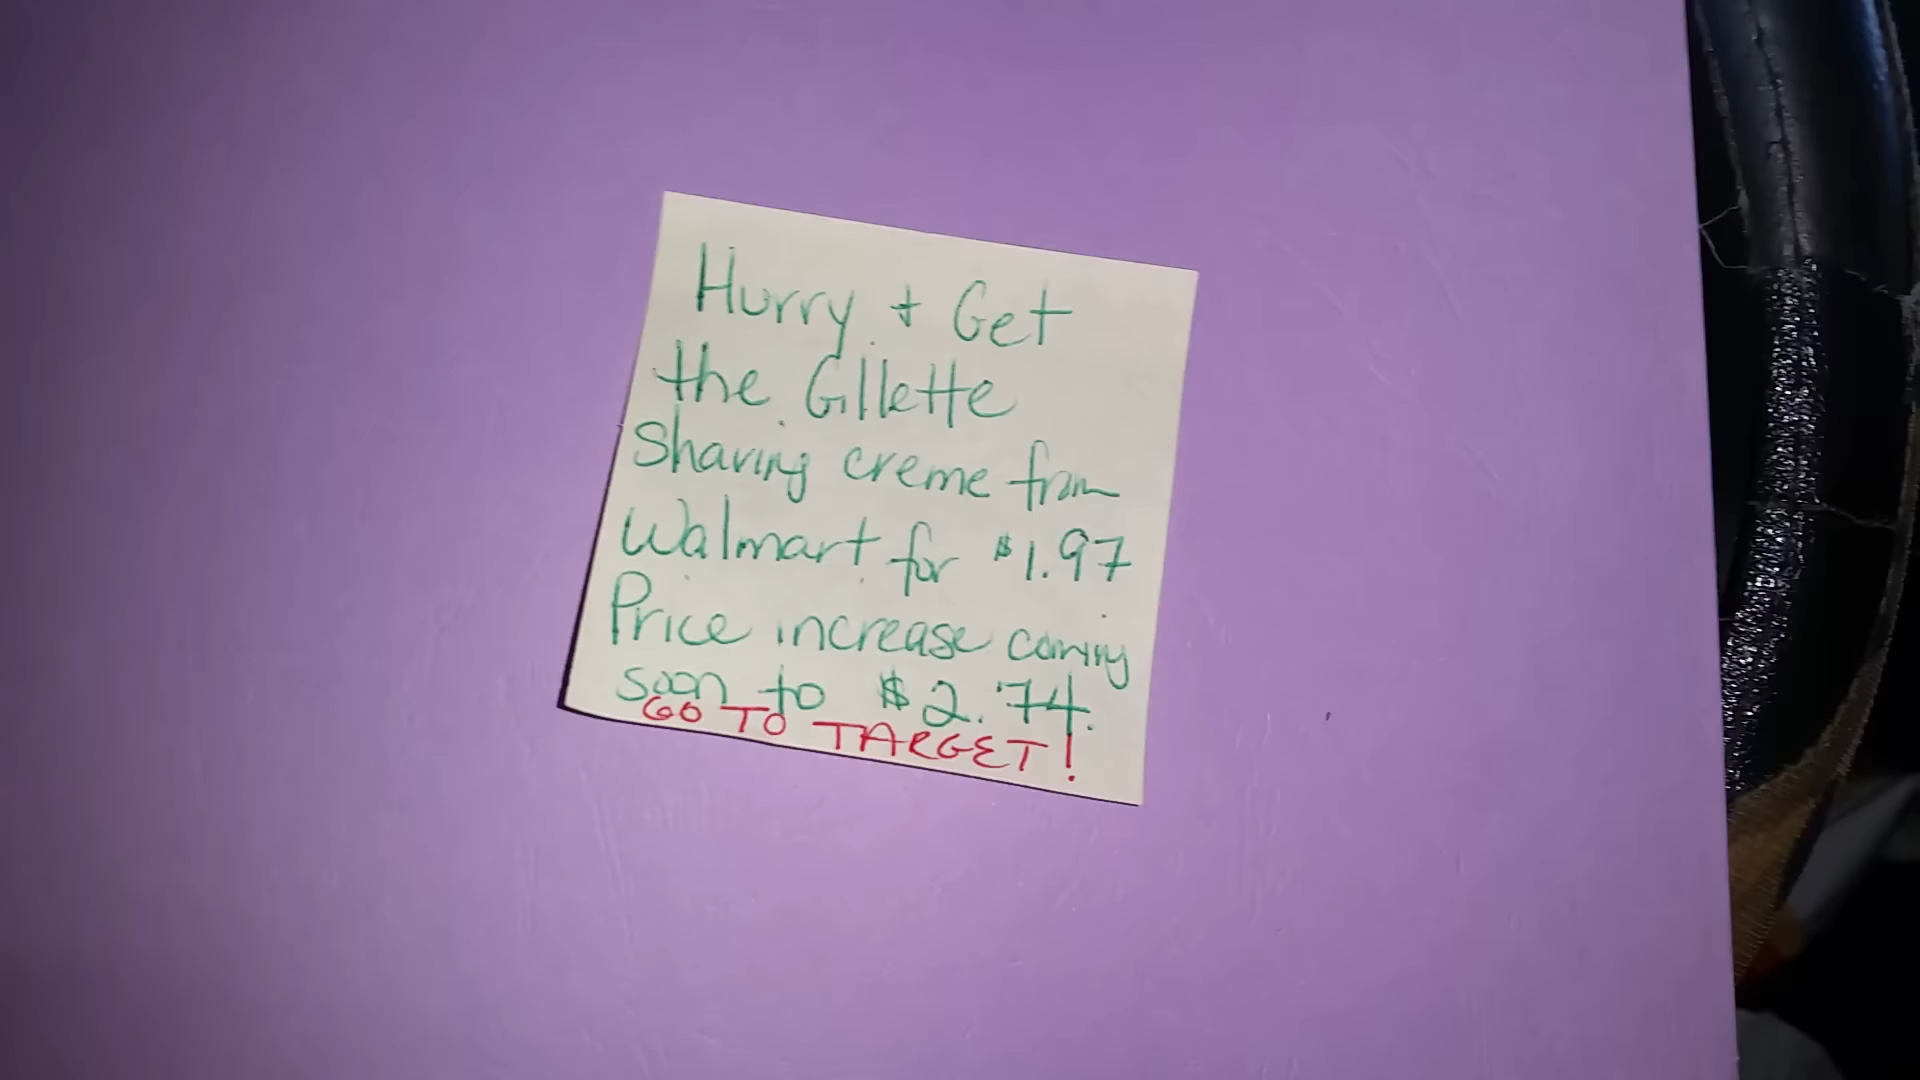 Hurry + Get
the Gillette
Shaving creme from
Walmart for $1.97
Price increase coming
soon to $2.74.
GO TO TARGET!